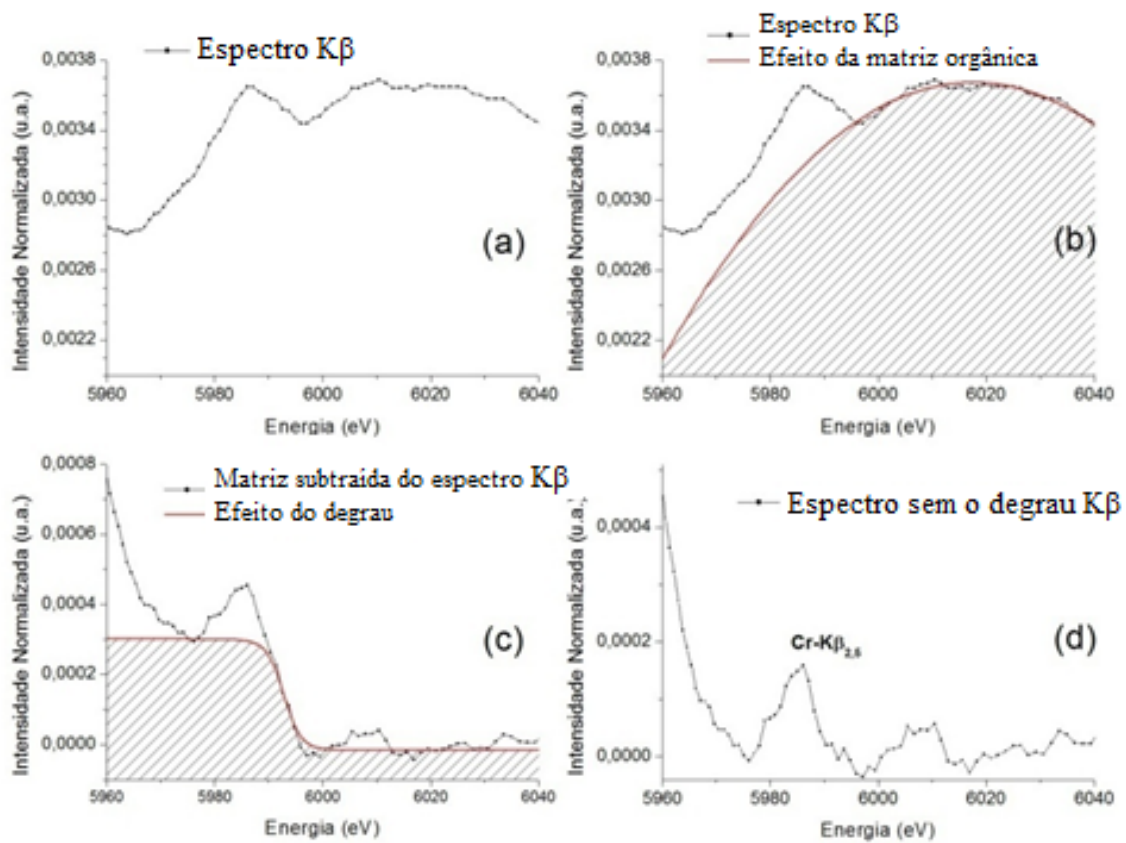 Espectro Kβ
Intensidade Normalizada (u.a.)
0,0038
0,0034
0,0030
0,0026
0,0022
(a)
5960 5980 6000 6020 6040
Energia (eV)
Espectro Kβ
Efeito da matriz orgânica
Intensidade Normalizada (u.a.)
0,0038
0,0034
0,0030
0,0026
0,0022
(b)
5960 5980 6000 6020 6040
Energia (eV)
Matriz subtraída do espectro Kβ
Efeito do degrau
Intensidade Normalizada (u.a.)
0,0008
0,0006
0,0004
0,0002
0,0000
(c)
5960 5980 6000 6020 6040
Energia (eV)
Espectro sem o degrau Kβ
Intensidade Normalizada (u.a.)
0,0004
0,0002
0,0000
Cr-Kβ2,5
(d)
5960 5980 6000 6020 6040
Energia (eV)